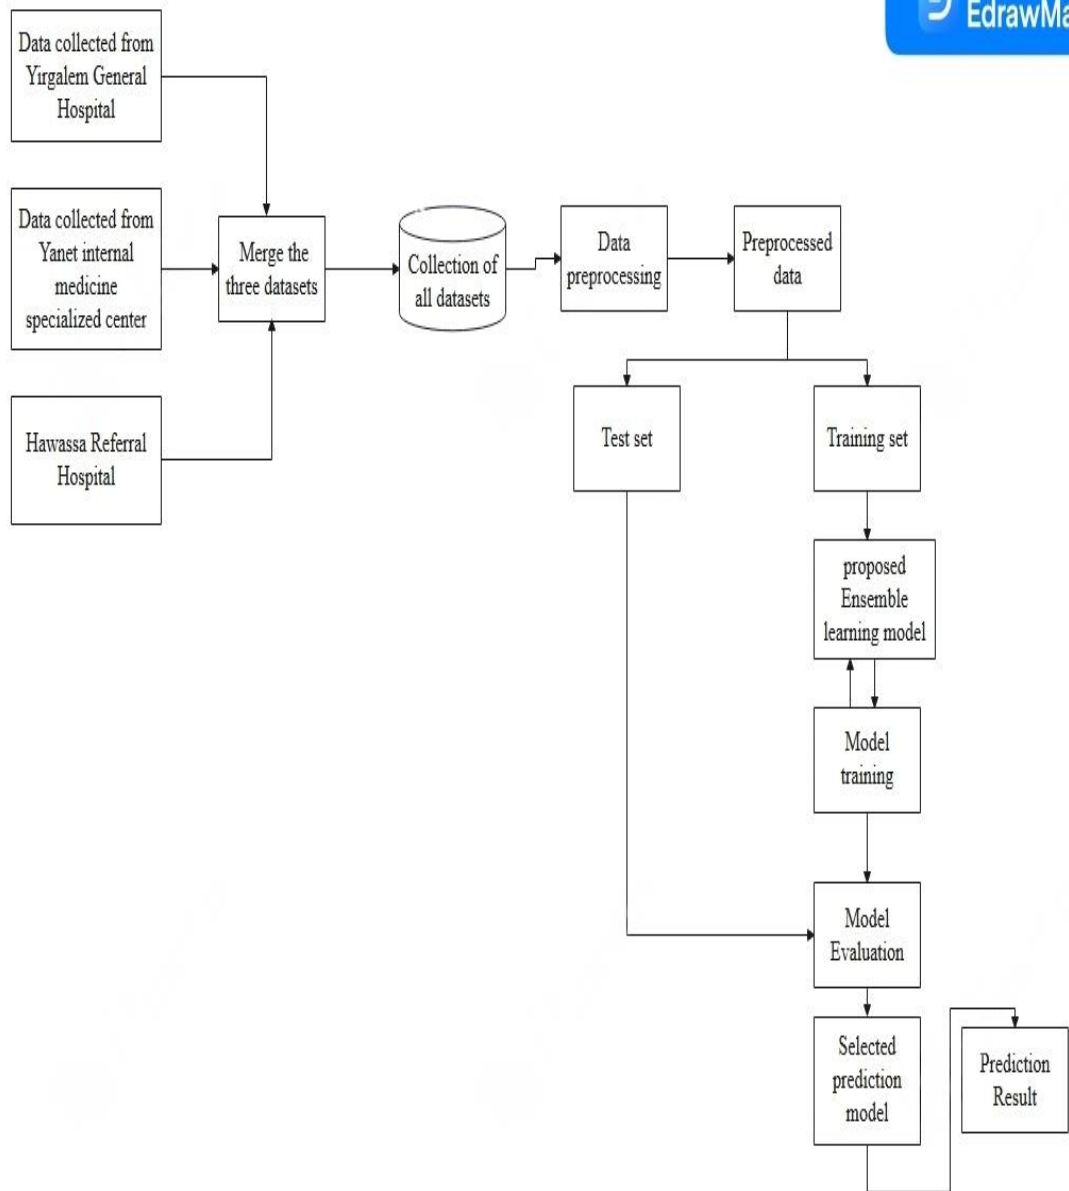 EdrawMa
Data collected from
Yirgalem General
Hospital
Data collected from
Yanet internal
medicine
specialized center
Hawassa Referral
Hospital
Merge the
three datasets
Collection of
all datasets
Data
preprocessing
Preprocessed
data
Test set
Training set
proposed
Ensemble
learning model
Model
training
Model
Evaluation
Selected
prediction
model
Prediction
Result